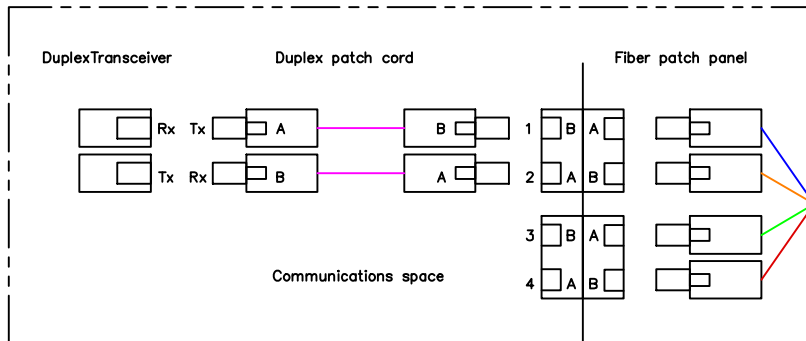 DuplexTransceiver Duplex patch cord Fiber patch panel
Rx Tx A B 1 B A
Tx Rx B A 2 A B
3 B A
4 A B
Communications space